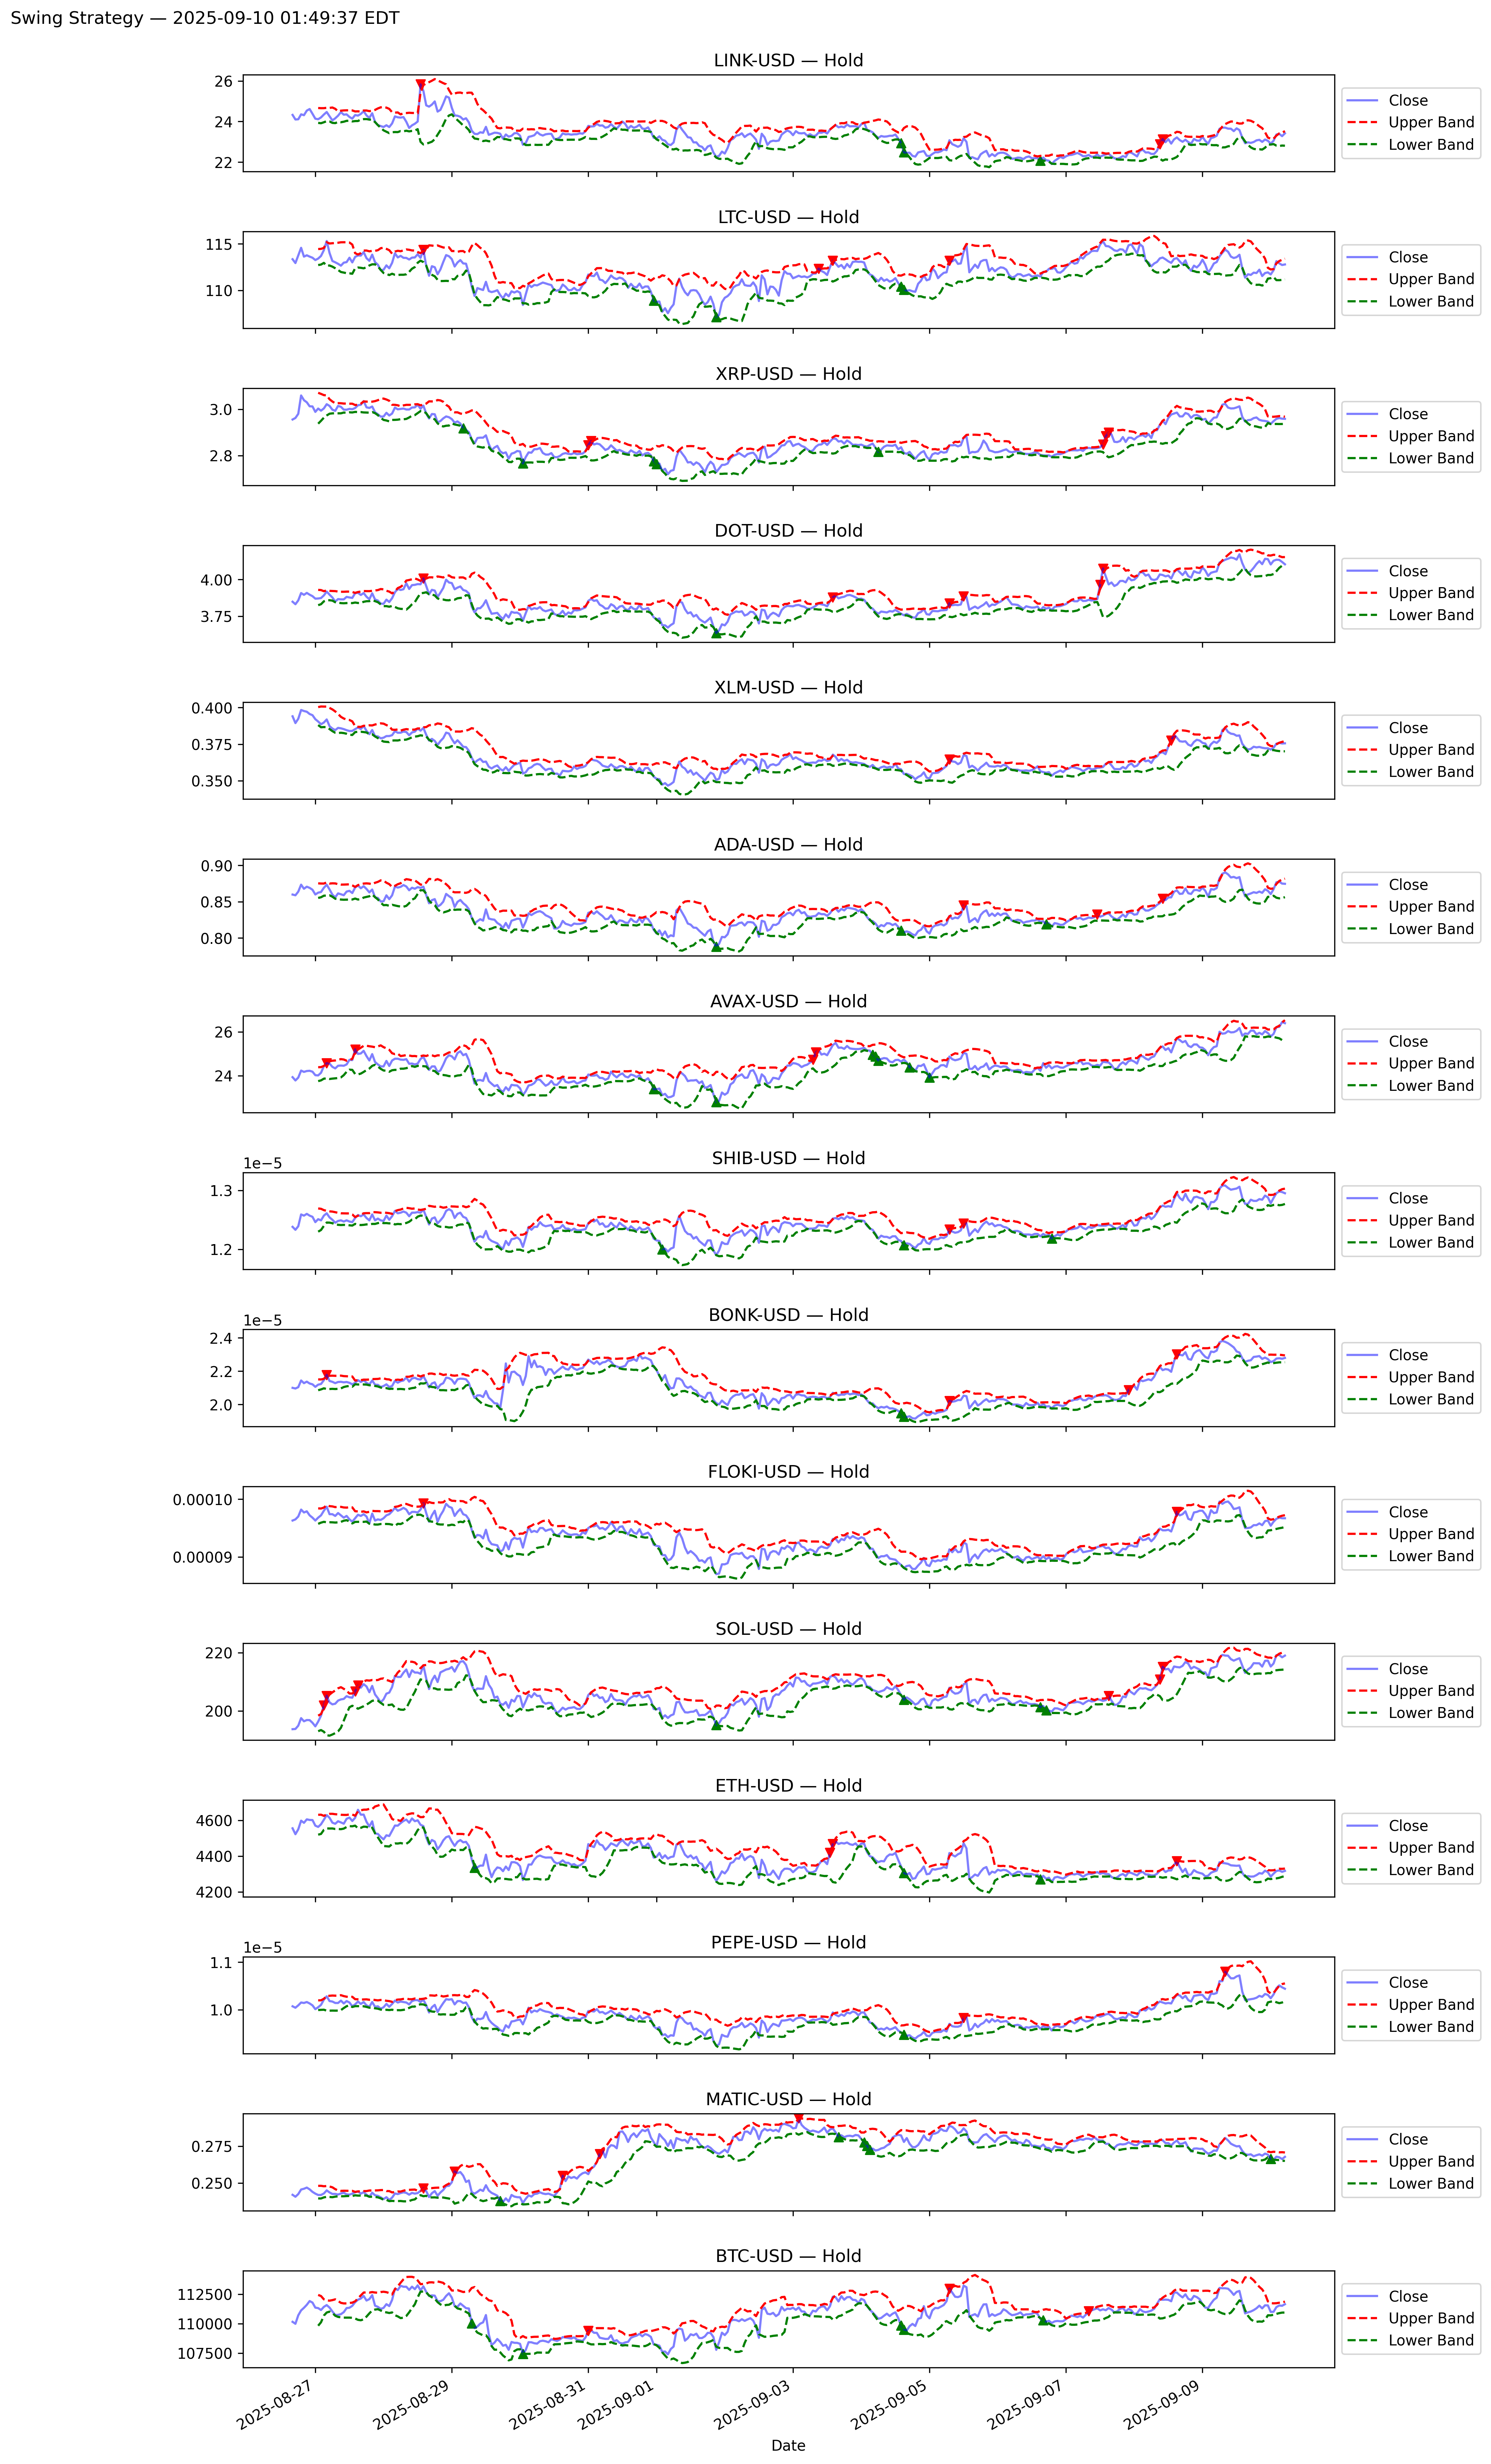 Swing Strategy — 2025-09-10 01:49:37 EDT
LINK-USD — Hold
26
24
22
Close
Upper Band
Lower Band
LTC-USD — Hold
115
110
Close
Upper Band
Lower Band
XRP-USD — Hold
3.0
2.8
Close
Upper Band
Lower Band
DOT-USD — Hold
4.00
3.75
Close
Upper Band
Lower Band
XLM-USD — Hold
0.400
0.375
0.350
Close
Upper Band
Lower Band
ADA-USD — Hold
0.90
0.85
0.80
Close
Upper Band
Lower Band
AVAX-USD — Hold
26
24
Close
Upper Band
Lower Band
SHIB-USD — Hold
1e−5
1.3
1.2
Close
Upper Band
Lower Band
BONK-USD — Hold
1e−5
2.4
2.2
2.0
Close
Upper Band
Lower Band
FLOKI-USD — Hold
0.00010
0.00009
Close
Upper Band
Lower Band
SOL-USD — Hold
220
200
Close
Upper Band
Lower Band
ETH-USD — Hold
4600
4400
4200
Close
Upper Band
Lower Band
PEPE-USD — Hold
1e−5
1.1
1.0
Close
Upper Band
Lower Band
MATIC-USD — Hold
0.275
0.250
Close
Upper Band
Lower Band
BTC-USD — Hold
112500
110000
107500
Close
Upper Band
Lower Band
2025-08-27
2025-08-29
2025-08-31
2025-09-01
2025-09-03
2025-09-05
2025-09-07
2025-09-09
Date